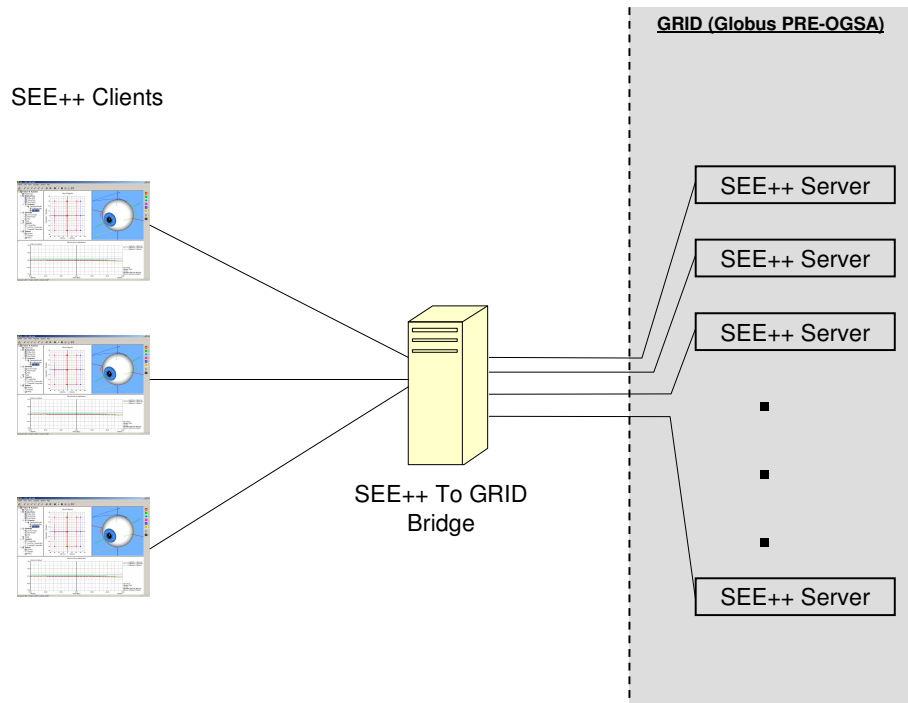 GRID (Globus PRE-OGSA)
SEE++ Clients
SEE++ Server
SEE++ Server
SEE++ Server
SEE++ To GRID
Bridge
SEE++ Server